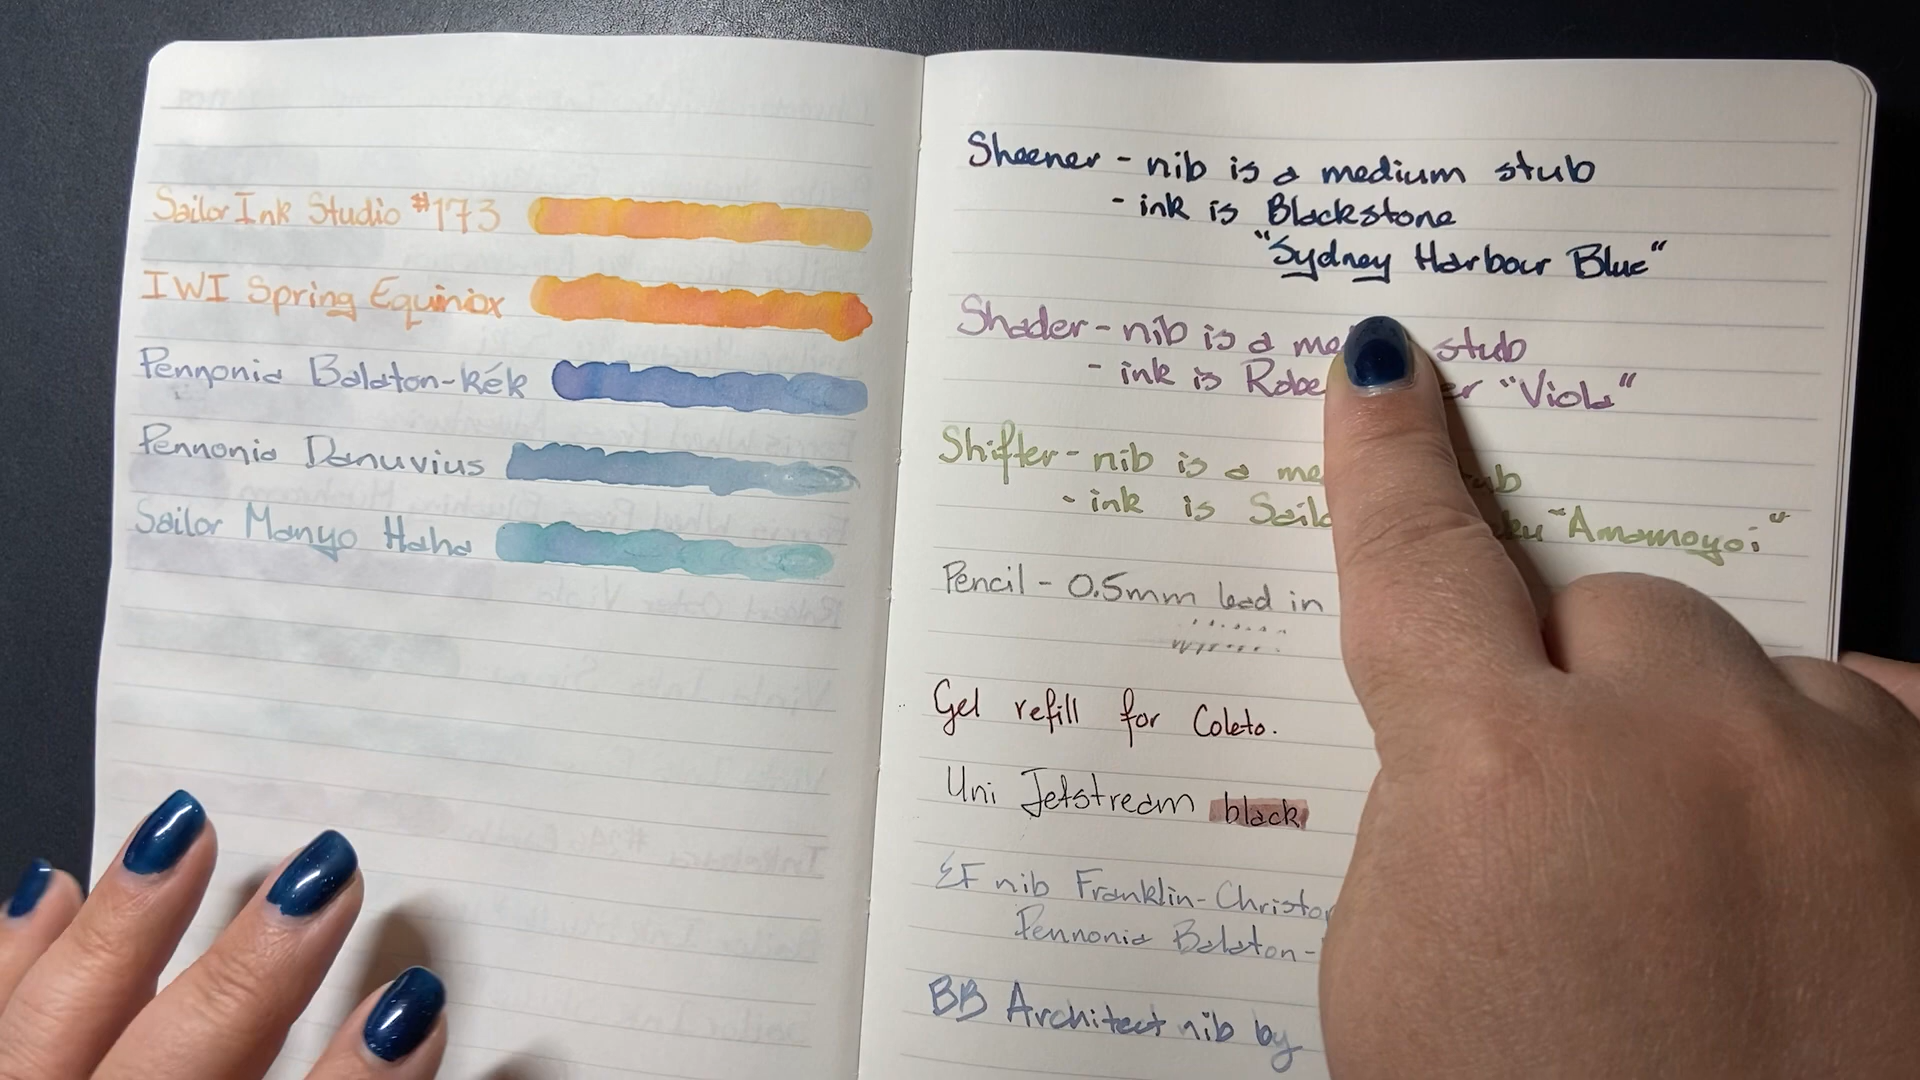 Sailor Ink Studio #173
IWI Spring Equinox
Pennonia Balaton-Kék
Pennonia Danuvius
Sailor Manyo Haha
Sheener - nib is a medium stub
- ink is Blackstone
"Sydney Harbour Blue"
Shader - nib is a stub
- ink is "Viola"
Shifter - nib is a
- ink is "Amamoyoi"
Pencil - 0.5mm lead in
Gel refill for Coleto.
Uni Jetstream black
EF nib Franklin-
Pennonia Balaton-
BB Architect nib by